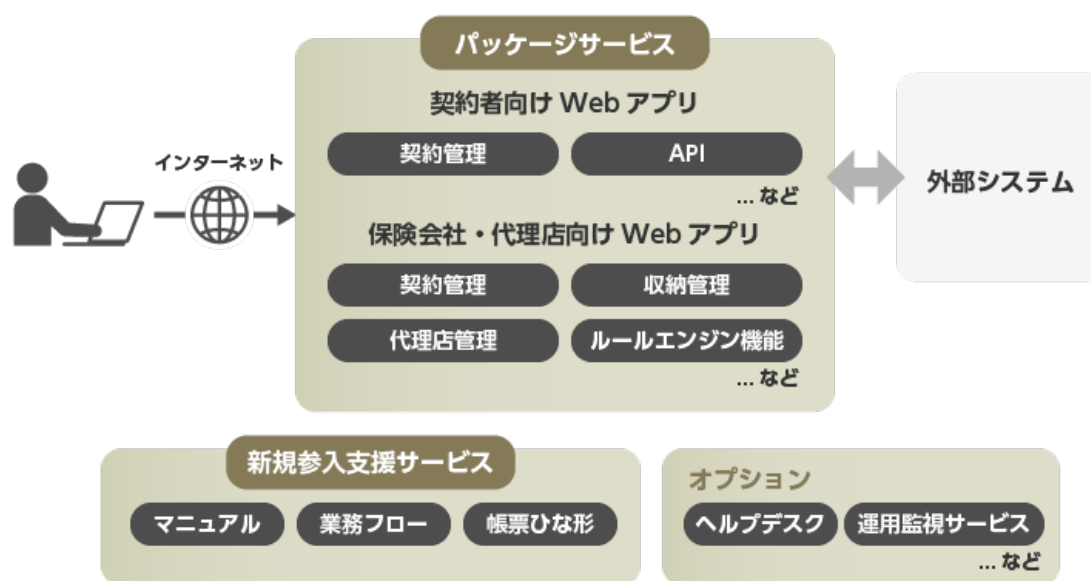 パッケージサービス
契約者向け Web アプリ
契約管理
API
... など
インターネット
外部システム
保険会社・代理店向け Web アプリ
契約管理
収納管理
代理店管理
ルールエンジン機能
... など
新規参入支援サービス
マニュアル
業務フロー
帳票ひな形
オプション
ヘルプデスク
運用監視サービス
... など